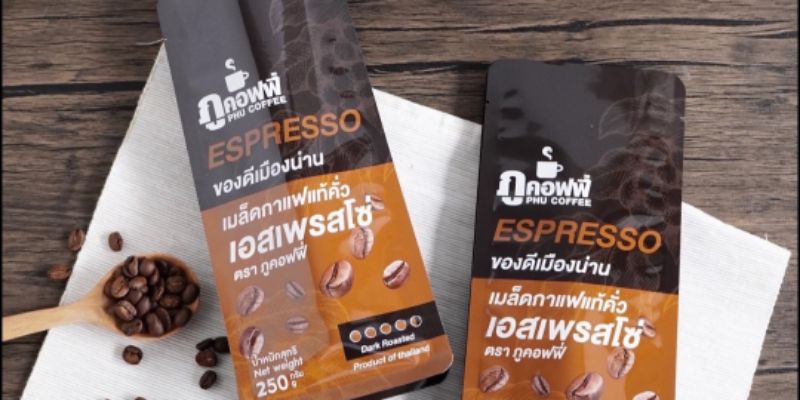 ภูคอฟฟี่
PHU COFFEE
ESPRESSO
ของดีเมืองน่าน
เมล็ดกาแฟแท้คั่ว
เอสเพรสโซ่
ตรา ภูคอฟฟี่
น้ำหนักสุทธิ
Net weight
250 กรัม
g
Dark Roasted
Product of thailand
ภูคอฟฟี่
PHU COFFEE
ESPRESSO
ของดีเมืองน่าน
เมล็ดกาแฟแท้คั่ว
เอสเพรสโซ่
ตรา ภูคอฟฟี่